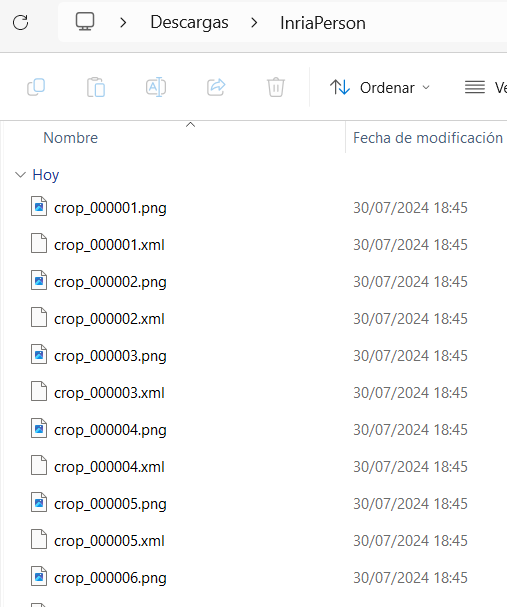 Descargas > InriaPerson
Ordenar Ve
Nombre Fecha de modificación
Hoy
crop_000001.png 30/07/2024 18:45
crop_000001.xml 30/07/2024 18:45
crop_000002.png 30/07/2024 18:45
crop_000002.xml 30/07/2024 18:45
crop_000003.png 30/07/2024 18:45
crop_000003.xml 30/07/2024 18:45
crop_000004.png 30/07/2024 18:45
crop_000004.xml 30/07/2024 18:45
crop_000005.png 30/07/2024 18:45
crop_000005.xml 30/07/2024 18:45
crop_000006.png 30/07/2024 18:45